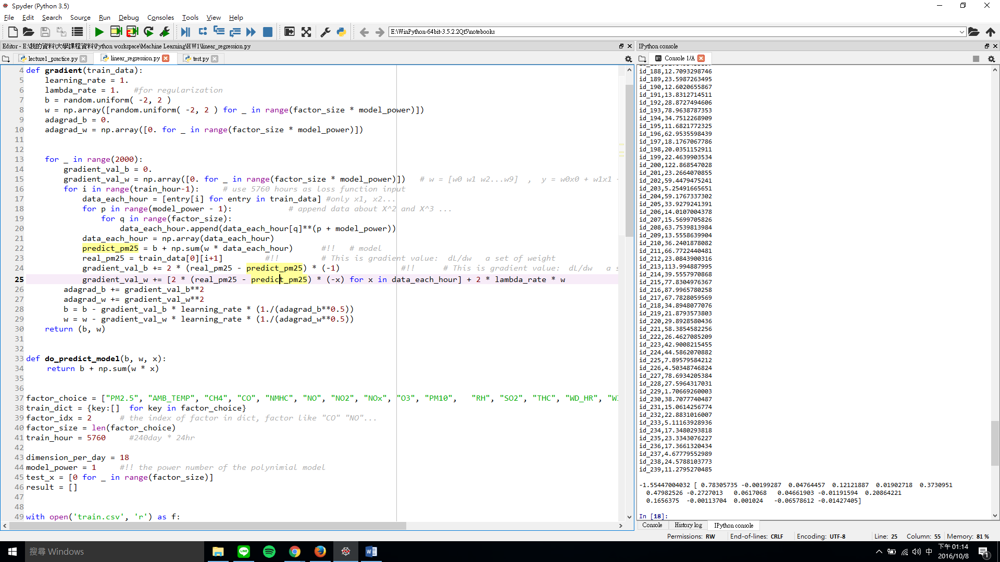 Spyder (Python 3.5)
File Edit Search Source Run Debug Consoles Tools View Help
E:\WinPython-64bit-3.5.2.2Qt5\notebooks
Editor - E:\我的資料\大學課程資料\Python workspace\Machine Learning\HW1\linear_regression.py
lecture1_practice.py linear_regression.py test.py
4 def gradient(train_data):
5 learning_rate = 1.
6 lambda_rate = 1. #for regularization
7 b = random.uniform( -2, 2 )
8 w = np.array([random.uniform( -2, 2 ) for _ in range(factor_size * model_power)])
9 adagrad_b = 0.
10 adagrad_w = np.array([0. for _ in range(factor_size * model_power)])
11
12
13 for _ in range(2000):
14 gradient_val_b = 0.
15 gradient_val_w = np.array([0. for _ in range(factor_size * model_power)]) # w = [w0 w1 w2...w9] , y = w0x0 + w1x1
16 for i in range(train_hour-1): # use 5760 hours as loss function input
17 data_each_hour = [entry[i] for entry in train_data] #only x1, x2...
18 for p in range(model_power - 1): # append data about X^2 and X^3 ...
19 for q in range(factor_size):
20 data_each_hour.append(data_each_hour[q]**(p + model_power))
21 data_each_hour = np.array(data_each_hour)
22 predict_pm25 = b + np.sum(w * data_each_hour) #!! # model
23 real_pm25 = train_data[0][i+1] #!! # This is gradient value: dL/dw a set of weight
24 gradient_val_b += 2 * (real_pm25 - predict_pm25) * (-1) #!! # This is gradient value: dL/dw a s
25 gradient_val_w += [2 * (real_pm25 - predict_pm25) * (-x) for x in data_each_hour] + 2 * lambda_rate * w
26 adagrad_b += gradient_val_b**2
27 adagrad_w += gradient_val_w**2
28 b = b - gradient_val_b * learning_rate * (1./(adagrad_b**0.5))
29 w = w - gradient_val_w * learning_rate * (1./(adagrad_w**0.5))
30 return (b, w)
31
32
33 def do_predict_model(b, w, x):
34 return b + np.sum(w * x)
35
36
37 factor_choice = ["PM2.5", "AMB_TEMP", "CH4", "CO", "NMHC", "NO", "NO2", "NOx", "O3", "PM10", "RH", "SO2", "THC", "WD_HR", "WI
38 train_dict = {key:[] for key in factor_choice}
39 factor_idx = 2 # the index of factor in dict, factor like "CO" "NO"...
40 factor_size = len(factor_choice)
41 train_hour = 5760 #240day * 24hr
42
43 dimension_per_day = 18
44 model_power = 1 #!! the power number of the polynimial model
45 test_x = [0 for _ in range(factor_size)]
46 result = []
47
48
49 with open('train.csv', 'r') as f:
IPython console
Console 1/A
id_188,12.7093298746
id_189,23.5987263495
id_190,12.6020655867
id_191,13.8312714511
id_192,28.8727494606
id_193,78.9638787353
id_194,34.7512268909
id_195,11.6821772325
id_196,62.9535598439
id_197,18.1767067786
id_198,20.0351152911
id_199,22.4639903534
id_200,122.868547028
id_201,23.2664070855
id_202,59.4479475241
id_203,5.25491665651
id_204,59.1767337302
id_205,33.9279241391
id_206,14.0107004378
id_207,15.5699705826
id_208,63.7539813984
id_209,13.5558639904
id_210,36.2401878082
id_211,66.7722440481
id_212,23.0843900316
id_213,113.994887995
id_214,39.5557970868
id_215,77.8304976367
id_216,87.9965780258
id_217,67.7828059569
id_218,34.8948077076
id_219,21.8793573803
id_220,29.8928580436
id_221,58.3854582256
id_222,26.4627085209
id_223,42.9008215455
id_224,44.5862070882
id_225,7.89579584212
id_226,4.50348746824
id_227,78.6934205384
id_228,27.5964317031
id_229,1.70669260003
id_230,38.7077740487
id_231,15.0614256774
id_232,22.8831016007
id_233,5.11163928936
id_234,17.3480293818
id_235,23.3343076227
id_236,17.3661320434
id_237,4.67779552989
id_238,24.5788103773
id_239,11.2795270485
-1.55447004032 [ 0.78305735 -0.00199287 0.04764457 0.12121887 0.01902718 0.3730951
0.47982526 -0.2727013 0.0617068 0.04661903 -0.01191594 0.20864221
0.1656375 -0.00113704 0.001024 -0.06578612 -0.01427405]
In [18]:
Console History log IPython console
Permissions: RW End-of-lines: CRLF Encoding: UTF-8 Line: 25 Column: 55 Memory: 81 %
搜尋 Windows
中
下午 01:14
2016/10/8
1